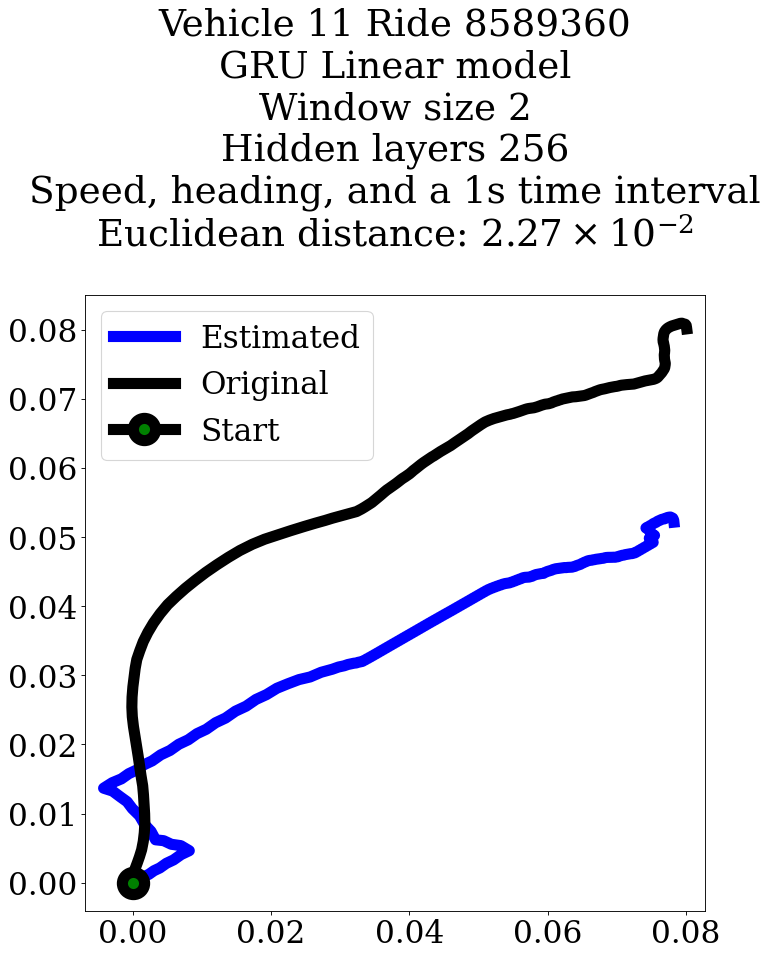 Vehicle 11 Ride 8589360
GRU Linear model
Window size 2
Hidden layers 256
Speed, heading, and a 1s time interval
Euclidean distance: 2.27 × 10⁻²
Estimated
Original
Start
0.08
0.07
0.06
0.05
0.04
0.03
0.02
0.01
0.00
0.00 0.02 0.04 0.06 0.08